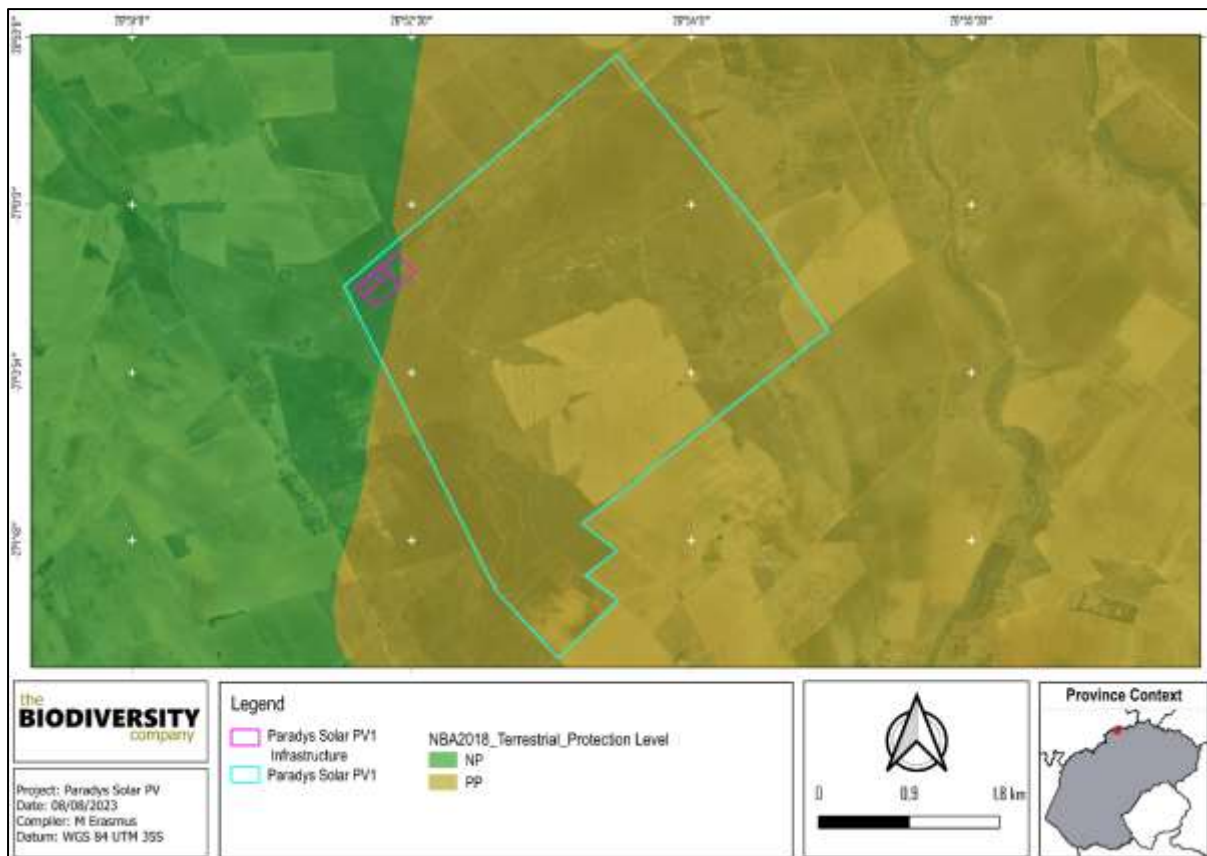 the
BIODIVERSITY
company
Project: Paradys Solar PV
Date: 08/08/2023
Compiler: M Erasmus
Datum: WGS 84 UTM 35S
Legend
Paradys Solar PV1
Infrastructure
Paradys Solar PV1
NBA2018_Terrestrial_Protection Level
NP
PP
0 0.9 1.8 km
Province Context